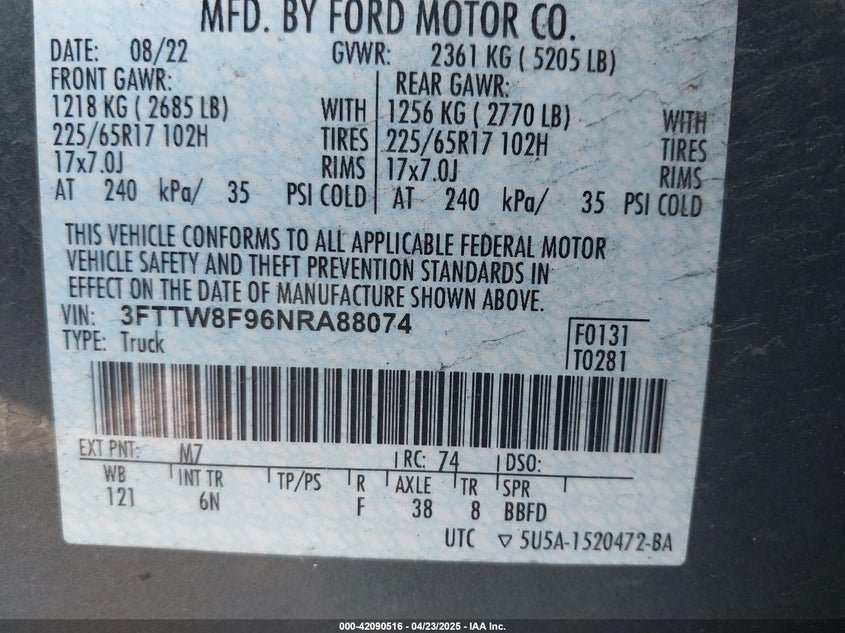 MFD. BY FORD MOTOR CO.
DATE: 08/22 GVWR: 2361 KG ( 5205 LB)
FRONT GAWR: REAR GAWR:
1218 KG ( 2685 LB) WITH 1256 KG ( 2770 LB) WITH
225/65R17 102H TIRES 225/65R17 102H TIRES
17x7.0J RIMS 17x7.0J RIMS
AT 240 kPa/ 35 PSI COLD AT 240 kPa/ 35 PSI COLD
THIS VEHICLE CONFORMS TO ALL APPLICABLE FEDERAL MOTOR
VEHICLE SAFETY AND THEFT PREVENTION STANDARDS IN
EFFECT ON THE DATE OF MANUFACTURE SHOWN ABOVE.
VIN: 3FTTW8F96NRA88074 F0131
TYPE: Truck T0281
EXT PNT: M7 RC: 74 DSO:
WB INT TR TP/PS R AXLE TR SPR
121 6N F 38 8 BBFD
UTC ▽ 5U5A-1520472-BA
000-42090516 - 04/23/2025 - IAA Inc.